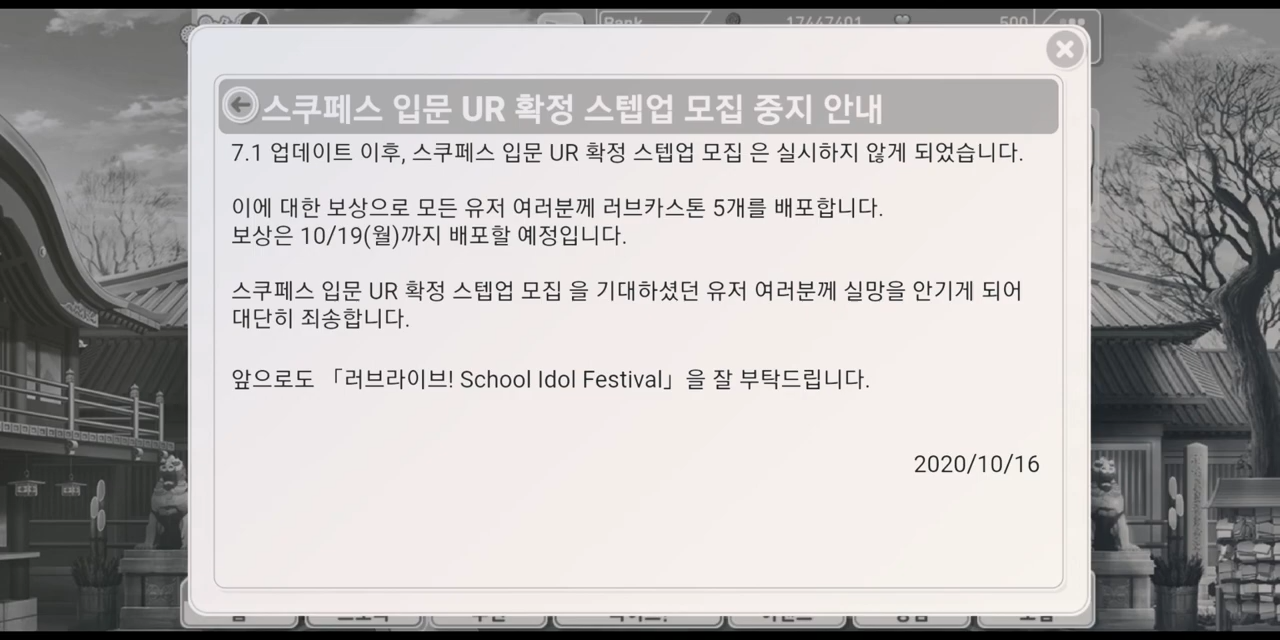 Rank 17447401 500
스쿠페스 입문 UR 확정 스텝업 모집 중지 안내
7.1 업데이트 이후, 스쿠페스 입문 UR 확정 스텝업 모집 은 실시하지 않게 되었습니다.
이에 대한 보상으로 모든 유저 여러분께 러브카스톤 5개를 배포합니다.
보상은 10/19(월)까지 배포할 예정입니다.
스쿠페스 입문 UR 확정 스텝업 모집 을 기대하셨던 유저 여러분께 실망을 안기게 되어
대단히 죄송합니다.
앞으로도 「러브라이브! School Idol Festival」을 잘 부탁드립니다.
2020/10/16